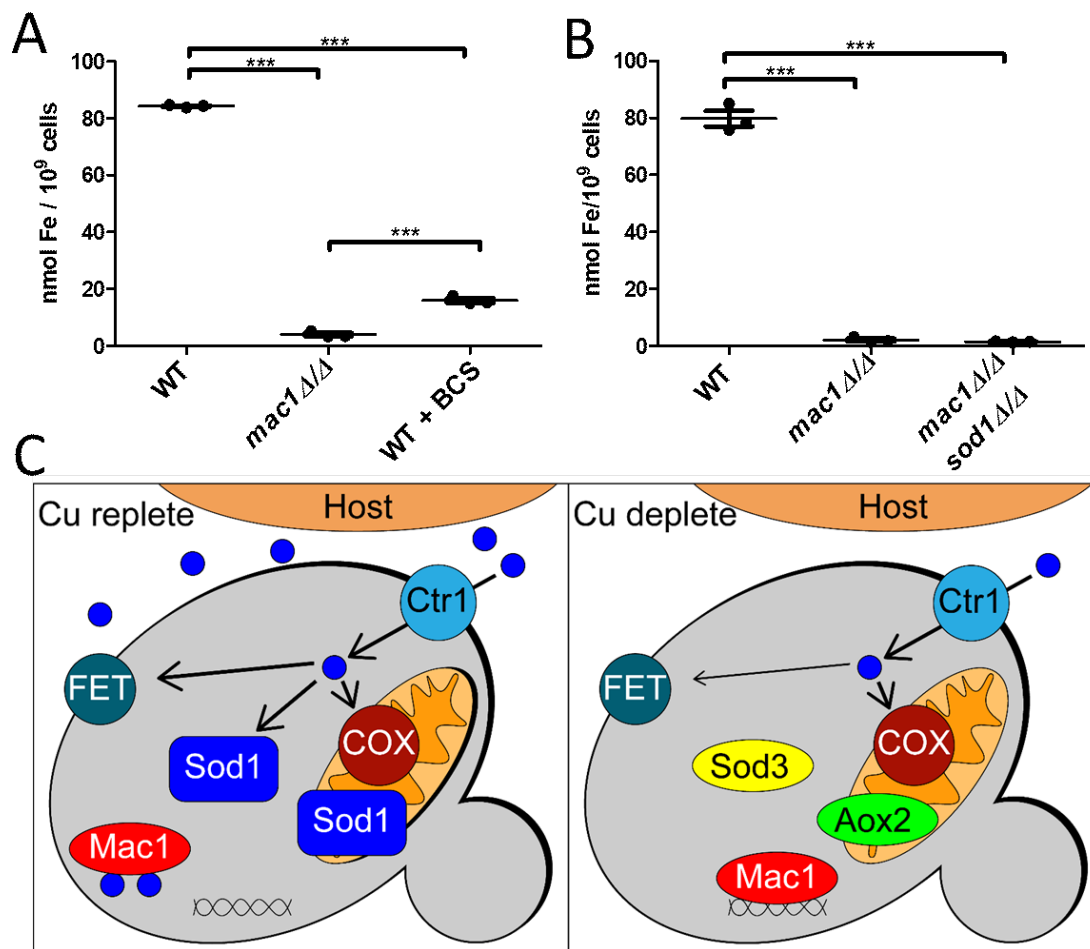 A
nmol Fe / 10⁹ cells
100
80
60
40
20
0
***
***
***
WT
mac1Δ/Δ
WT + BCS
B
nmol Fe/10⁹ cells
100
80
60
40
20
0
***
***
WT
mac1Δ/Δ
mac1Δ/Δ
sod1Δ/Δ
C
Cu replete
Host
Ctr1
FET
COX
Sod1
Sod1
Mac1
Cu deplete
Host
Ctr1
FET
COX
Sod3
Aox2
Mac1